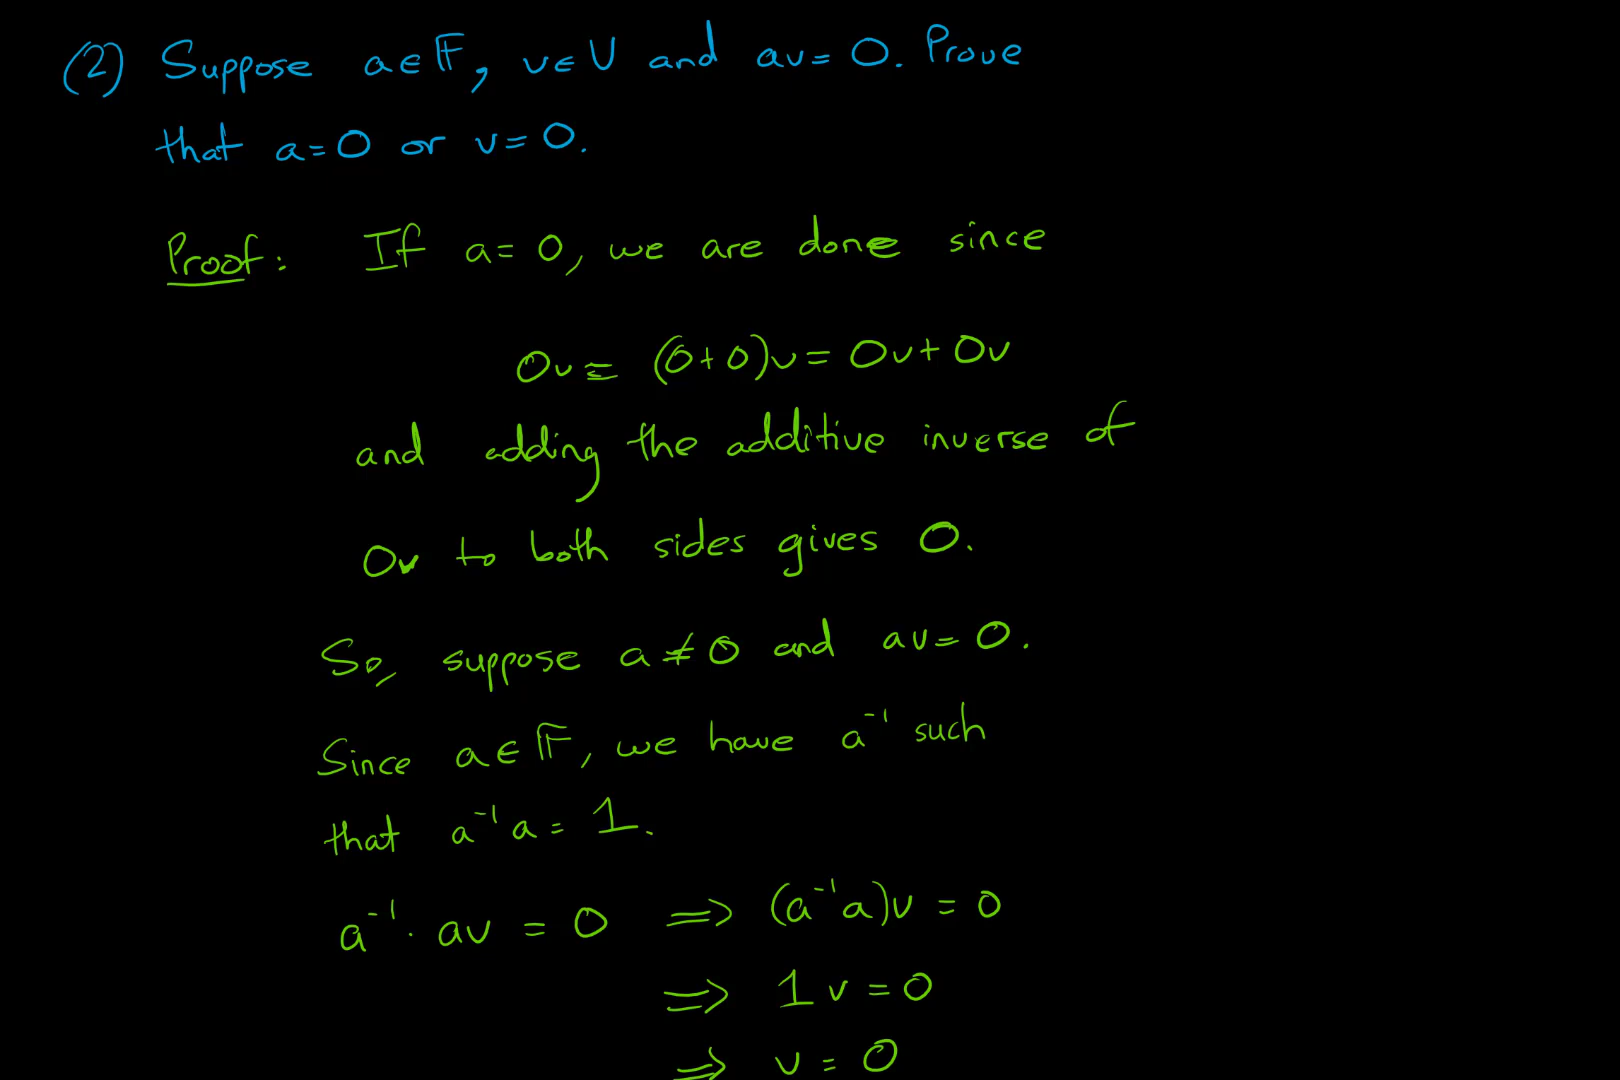 (2) Suppose a∈𝔽, v∈V and av=0. Prove
that a=0 or v=0.
Proof: If a=0, we are done since
0v = (0+0)v = 0v+0v
and adding the additive inverse of
0v to both sides gives 0.
So, suppose a≠0 and av=0.
Since a∈𝔽, we have a⁻¹ such
that a⁻¹a=1.
a⁻¹·av = 0 ⟹ (a⁻¹a)v = 0
⟹ 1v = 0
⟹ v = 0